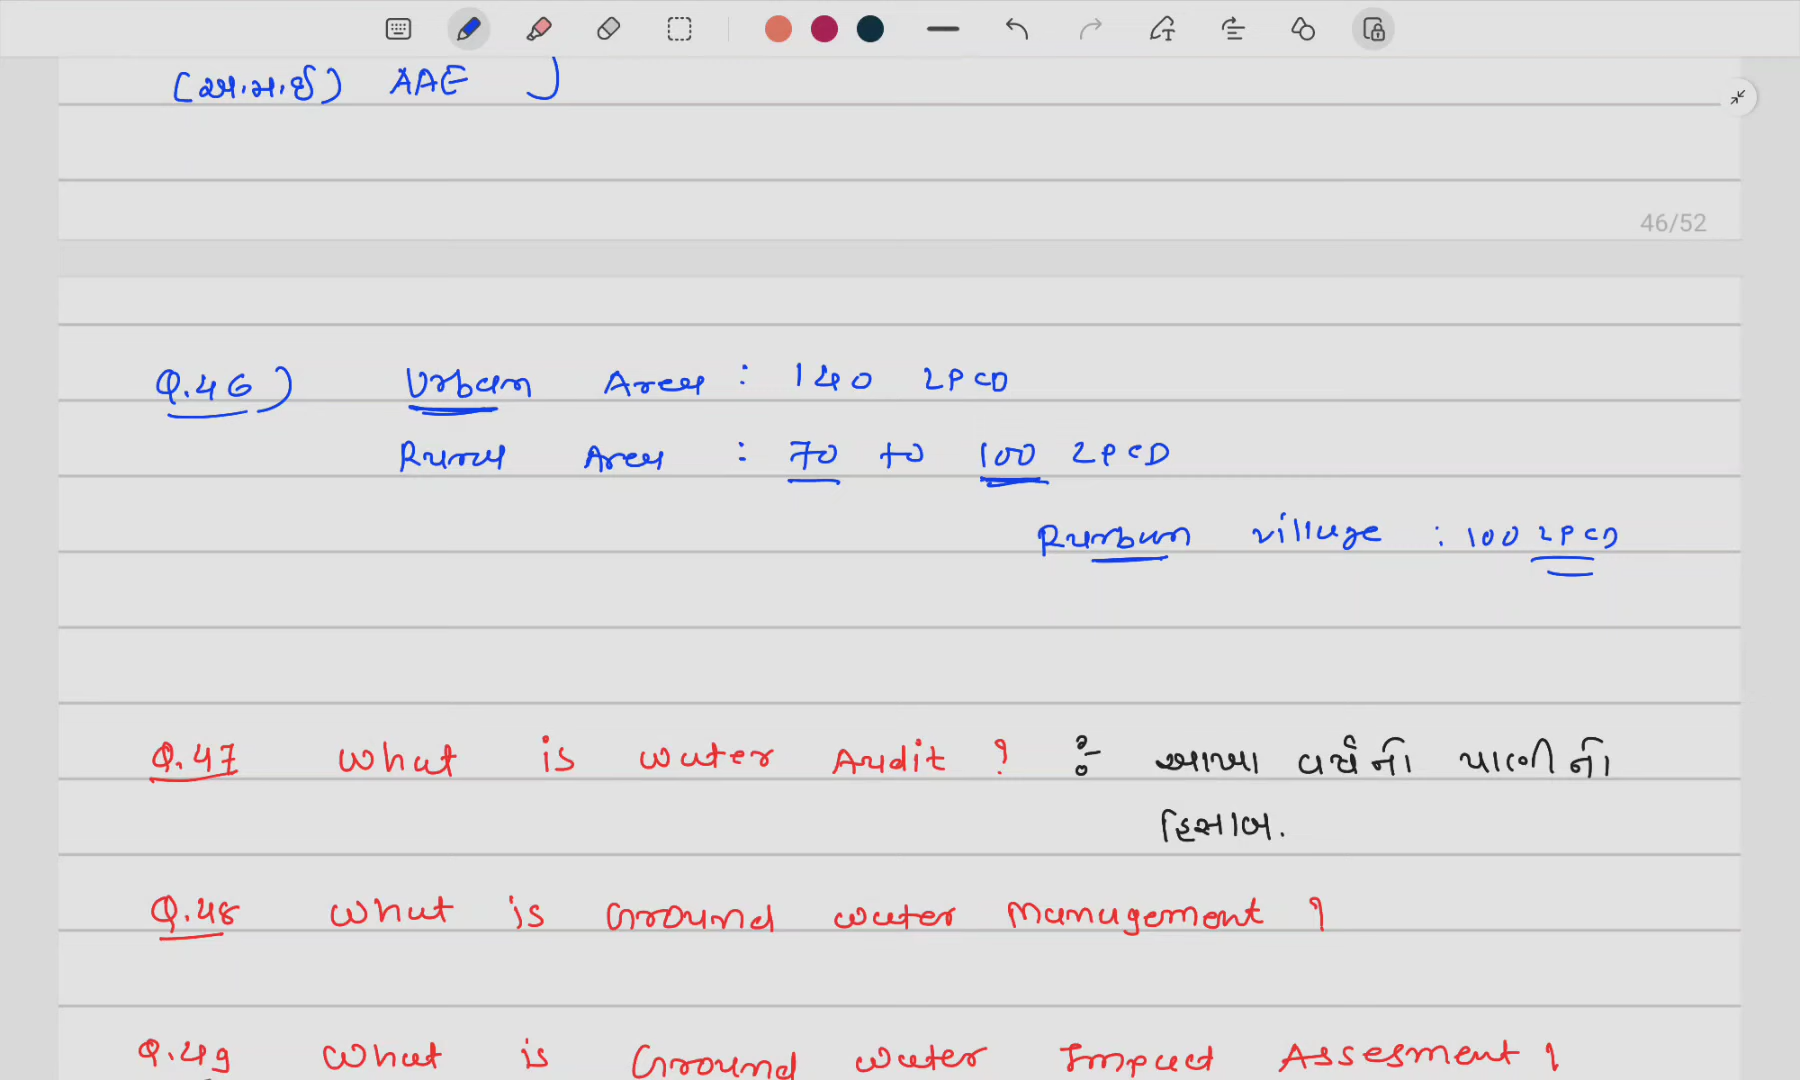 (મ.મ.ઈ) AAE
46/52
Q.46) Urban Area : 140 LPCD
Rural Area : 70 to 100 LPCD
Rurban village : 100 LPCD
Q.47 What is water Audit ? :- આખા વર્ષનો પાણીનો
હિસાબ.
Q.48 What is Ground water Management ?
Q.49 What is Ground water Impact Assesment ?